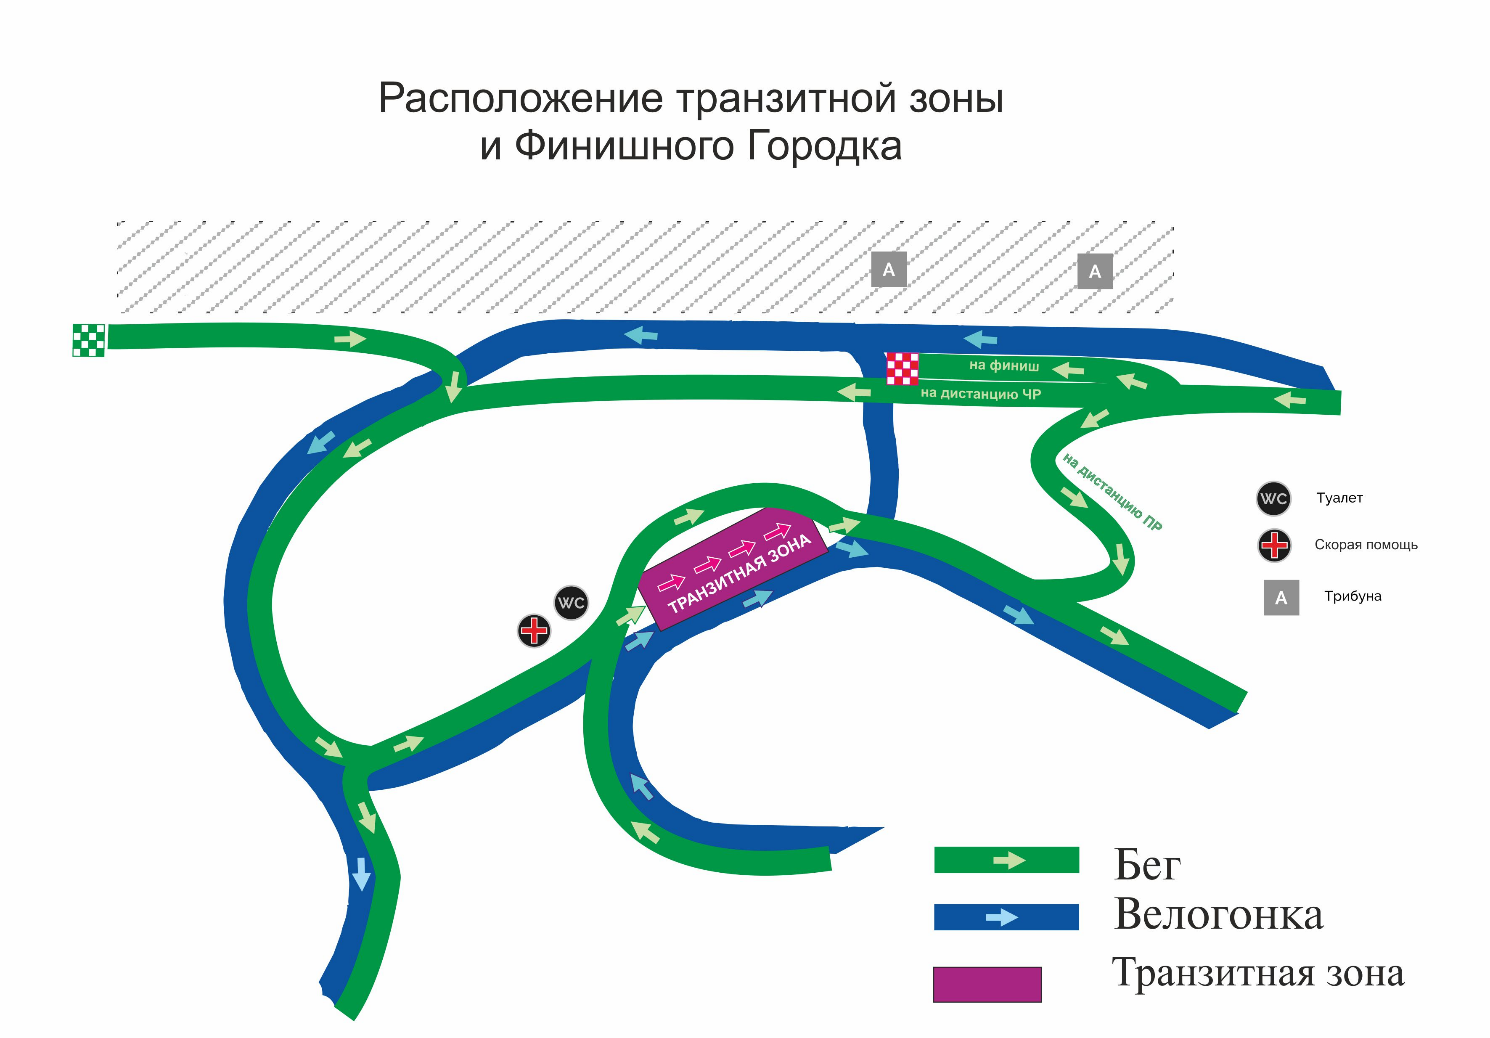 Расположение транзитной зоны
и Финишного Городка
А
А
на финиш
на дистанцию ЧР
на дистанцию ПР
WC
Туалет
Скорая помощь
А
Трибуна
ТРАНЗИТНАЯ ЗОНА
WC
Бег
Велогонка
Транзитная зона